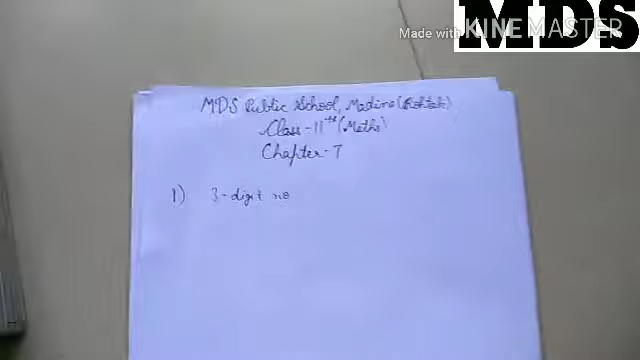 Made with KINEMASTER
MDS
MDS Public School, Madina (Rohtak)
Class - 11th (Maths)
Chapter - 7
1) 3 - digit no